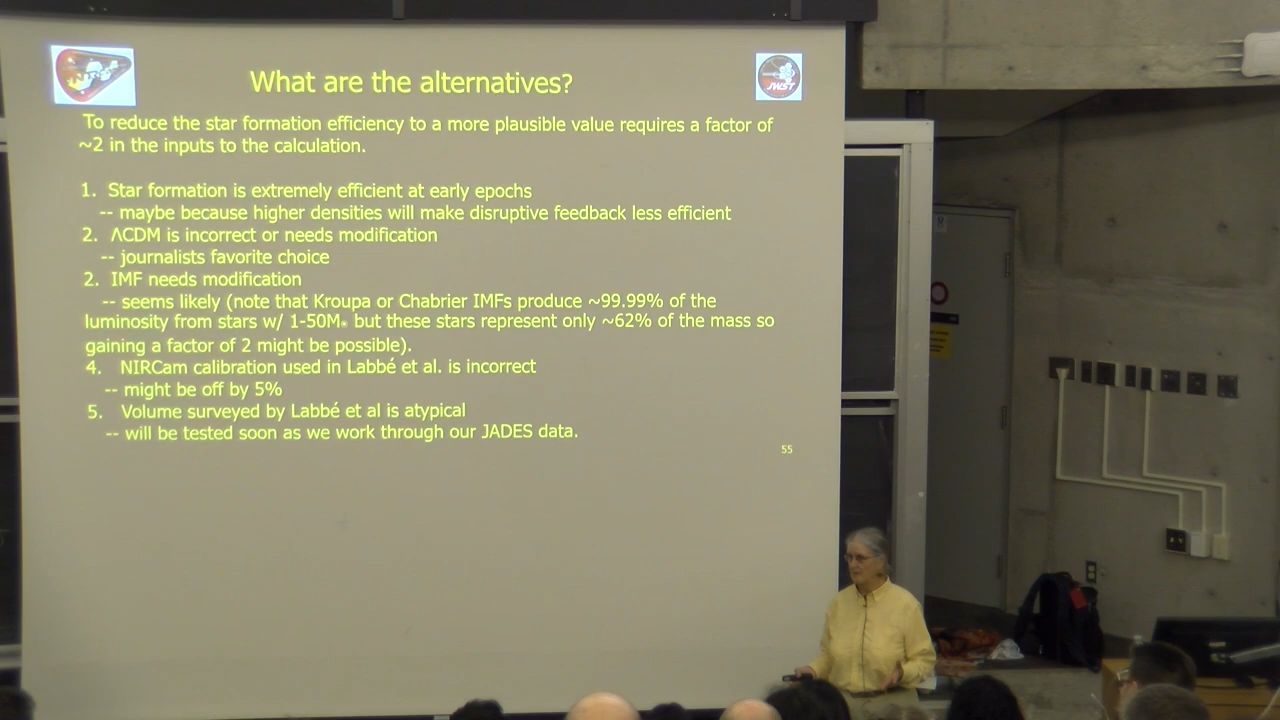 What are the alternatives?
JWST
To reduce the star formation efficiency to a more plausible value requires a factor of
~2 in the inputs to the calculation.
1. Star formation is extremely efficient at early epochs
-- maybe because higher densities will make disruptive feedback less efficient
2. ΛCDM is incorrect or needs modification
-- journalists favorite choice
2. IMF needs modification
-- seems likely (note that Kroupa or Chabrier IMFs produce ~99.99% of the
luminosity from stars w/ 1-50M. but these stars represent only ~62% of the mass so
gaining a factor of 2 might be possible).
4. NIRCam calibration used in Labbé et al. is incorrect
-- might be off by 5%
5. Volume surveyed by Labbé et al is atypical
-- will be tested soon as we work through our JADES data.
55